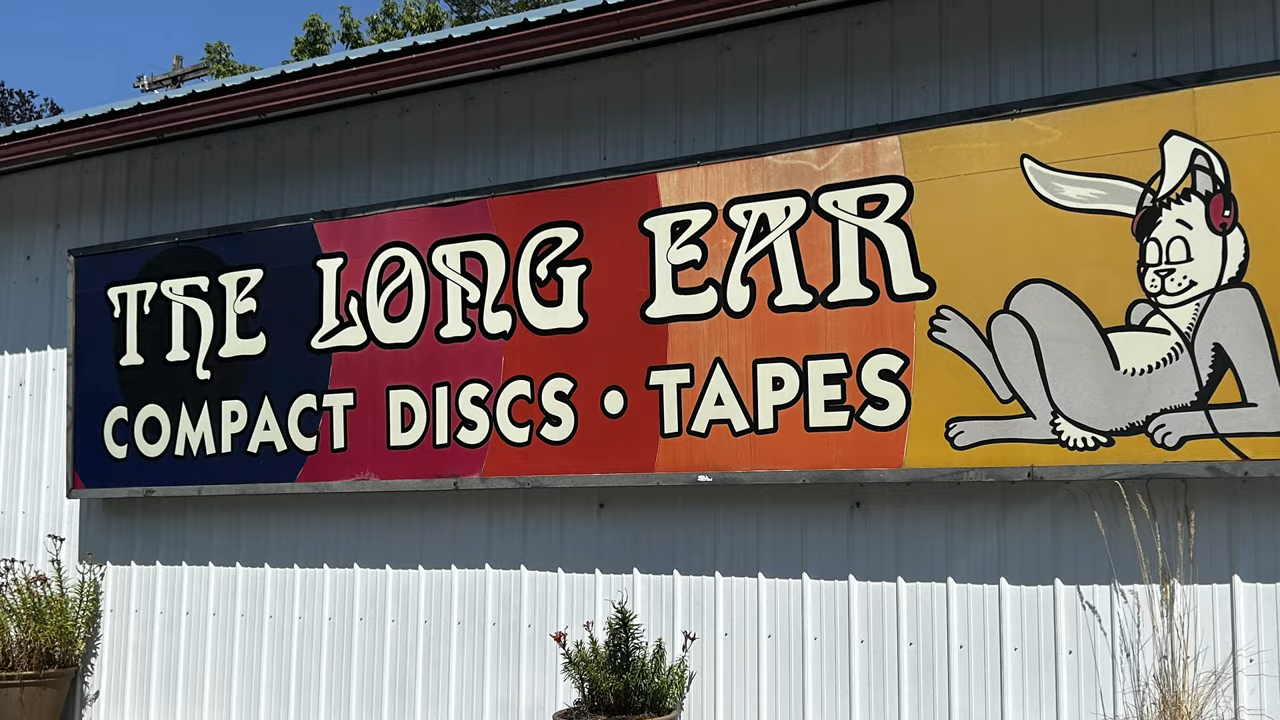 THE LONG EAR
COMPACT DISCS • TAPES